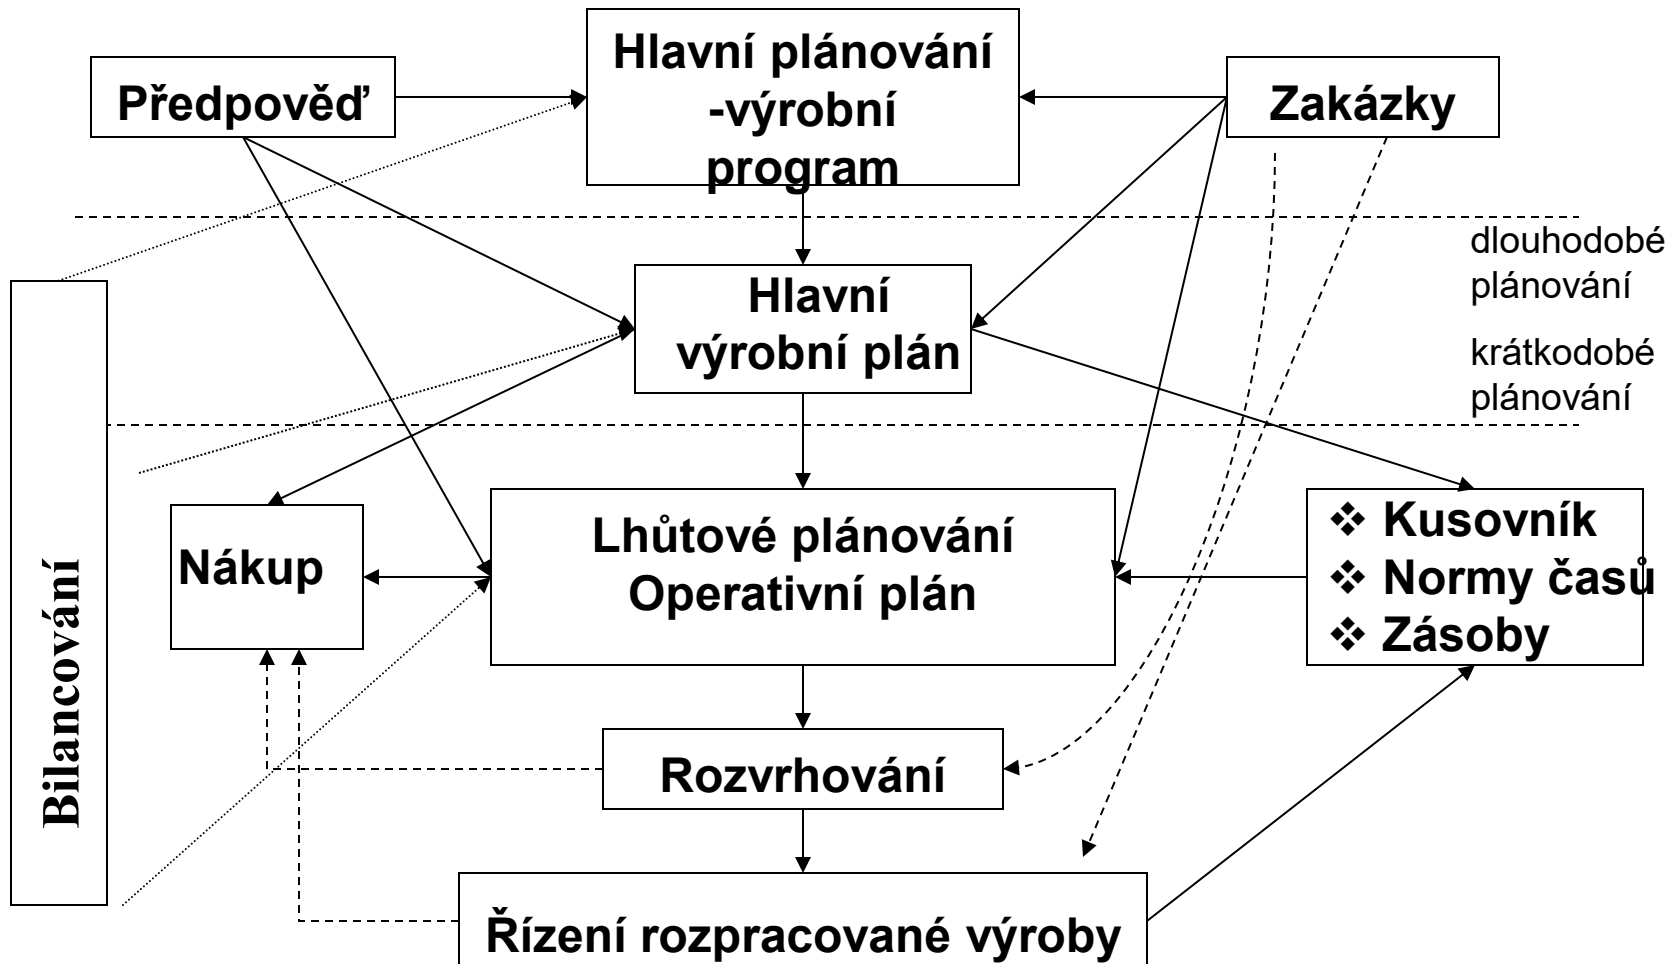 Hlavní plánování
-výrobní
program
Předpověď
Zakázky
dlouhodobé
plánování
Hlavní
výrobní plán
krátkodobé
plánování
Bilancování
Nákup
Lhůtové plánování
Operativní plán
❖ Kusovník
❖ Normy časů
❖ Zásoby
Rozvrhování
Řízení rozpracované výroby